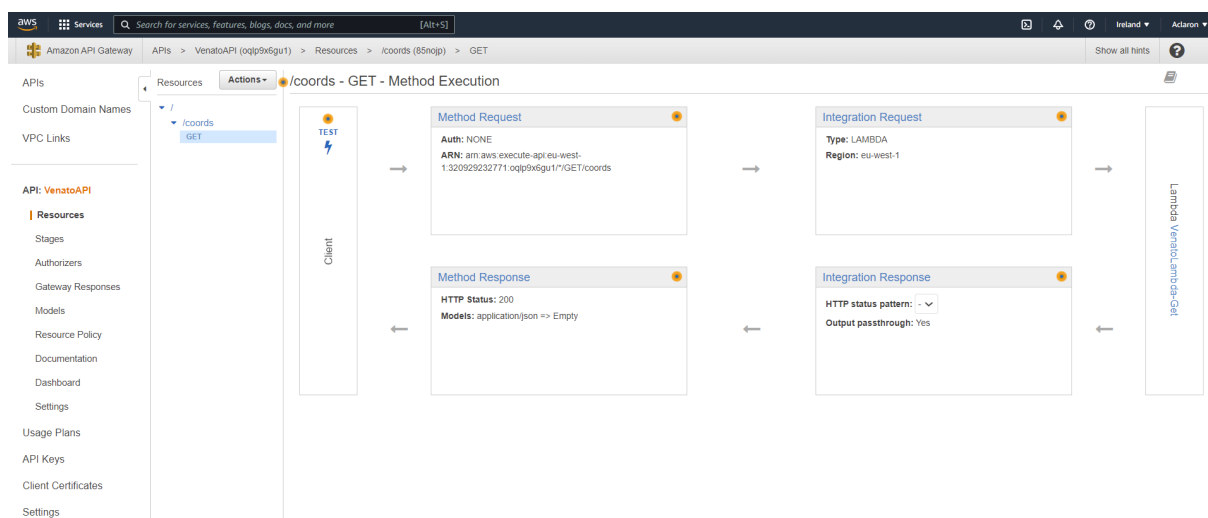 aws Services Search for services, features, blogs, docs, and more [Alt+S] Ireland Aclaron
Amazon API Gateway APIs > VenatoAPI (oqlp9x6gu1) > Resources > /coords (85nojp) > GET Show all hints
APIs
Custom Domain Names
VPC Links
API: VenatoAPI
Resources
Stages
Authorizers
Gateway Responses
Models
Resource Policy
Documentation
Dashboard
Settings
Usage Plans
API Keys
Client Certificates
Settings
Resources Actions
/
/coords
GET
/coords - GET - Method Execution
TEST
Client
Method Request
Auth: NONE
ARN: arn:aws:execute-api:eu-west-
1:320929232771:oqlp9x6gu1/*/GET/coords
Integration Request
Type: LAMBDA
Region: eu-west-1
Lambda VenatoLambda-Get
Method Response
HTTP Status: 200
Models: application/json => Empty
Integration Response
HTTP status pattern: -
Output passthrough: Yes